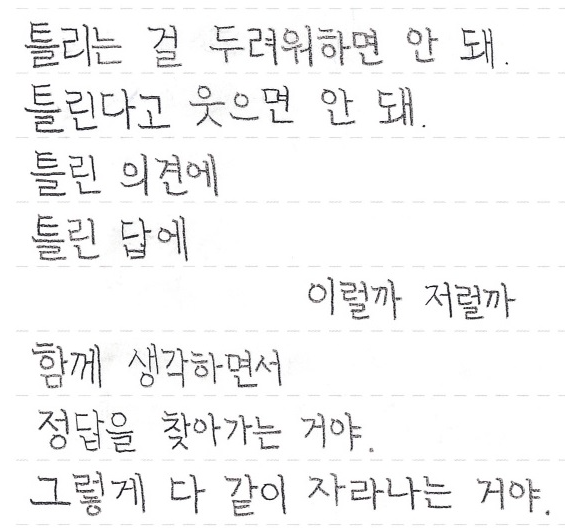 틀리는 걸 두려워하면 안 돼.
틀린다고 웃으면 안 돼.
틀린 의견에
틀린 답에
이럴까 저럴까
함께 생각하면서
정답을 찾아가는 거야.
그렇게 다 같이 자라나는 거야.